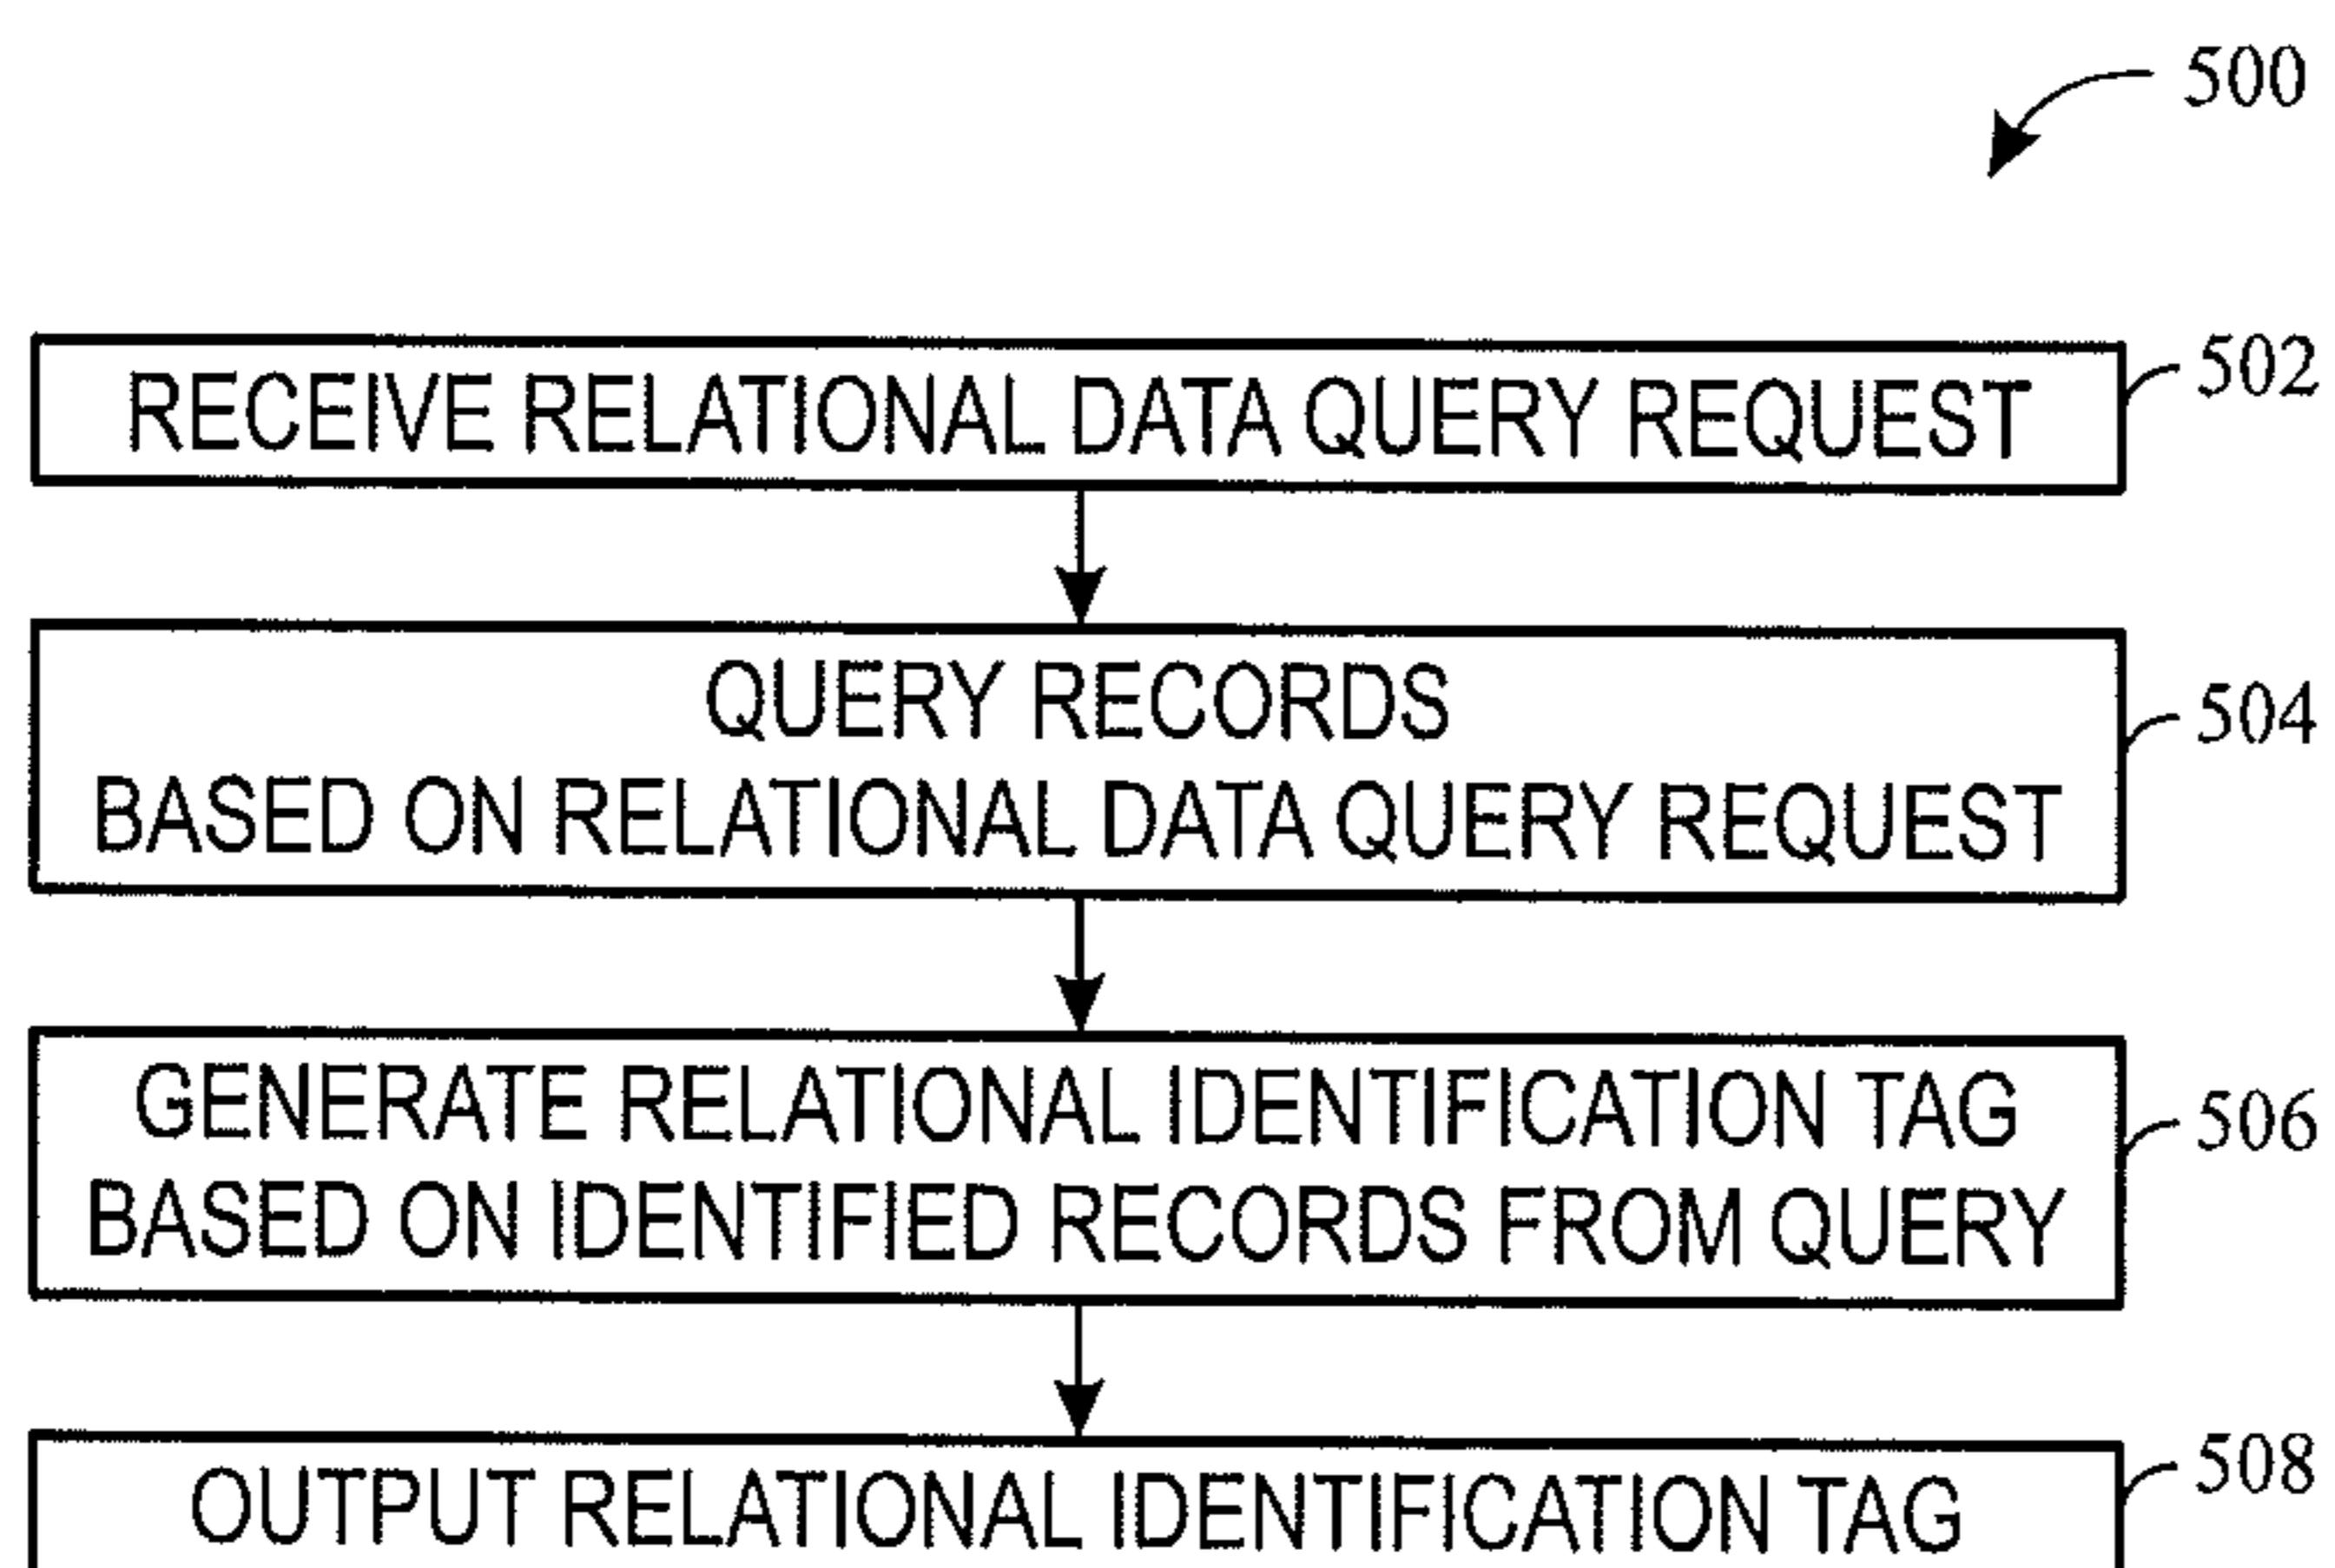 500
RECEIVE RELATIONAL DATA QUERY REQUEST
502
QUERY RECORDS
BASED ON RELATIONAL DATA QUERY REQUEST
504
GENERATE RELATIONAL IDENTIFICATION TAG
BASED ON IDENTIFIED RECORDS FROM QUERY
506
OUTPUT RELATIONAL IDENTIFICATION TAG
508